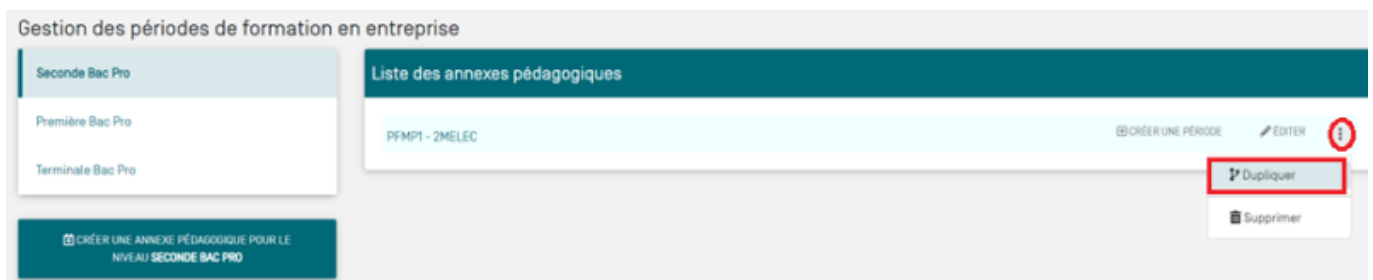 Gestion des périodes de formation en entreprise
Seconde Bac Pro
Première Bac Pro
Terminale Bac Pro
CRÉER UNE ANNEXE PÉDAGOGIQUE POUR LE
NIVEAU SECONDE BAC PRO
Liste des annexes pédagogiques
PFMP1 - 2MELEC
CRÉER UNE PÉRIODE
ÉDITER
Dupliquer
Supprimer